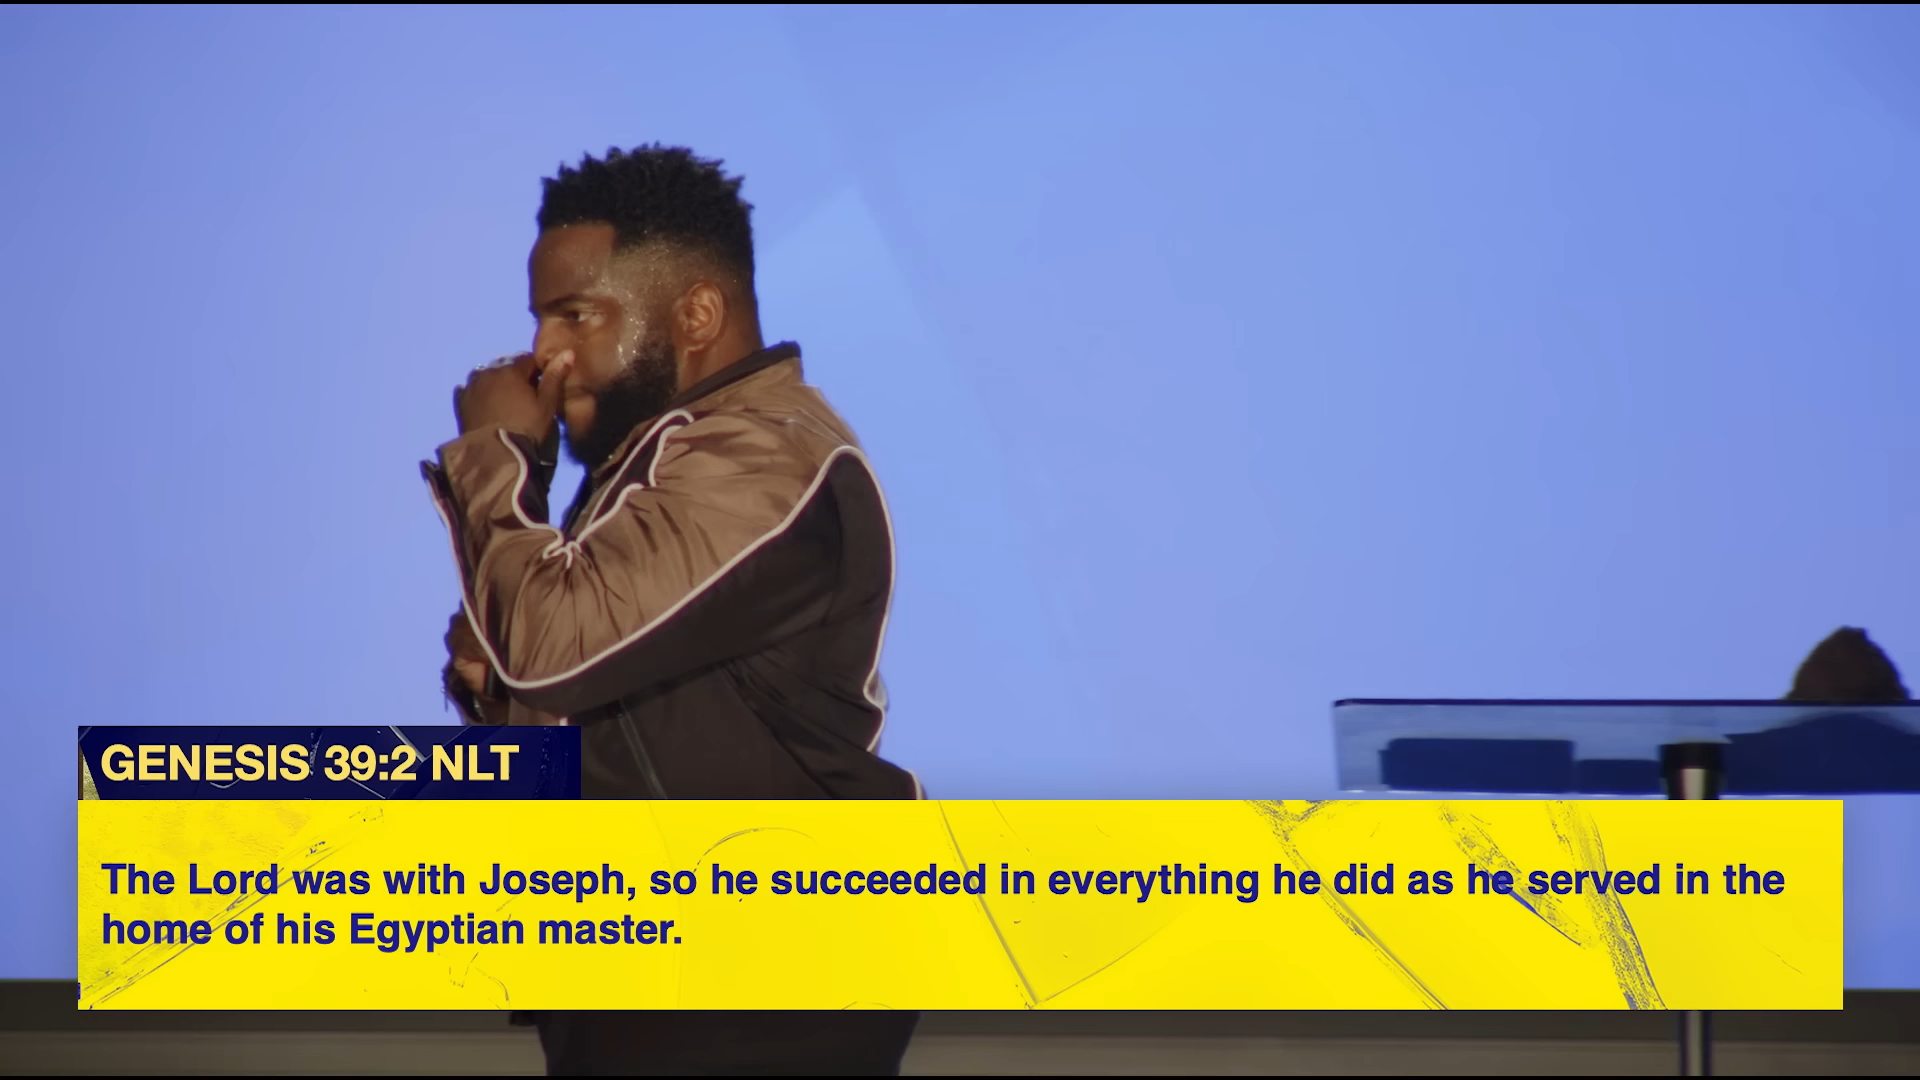 GENESIS 39:2 NLT
The Lord was with Joseph, so he succeeded in everything he did as he served in the
home of his Egyptian master.